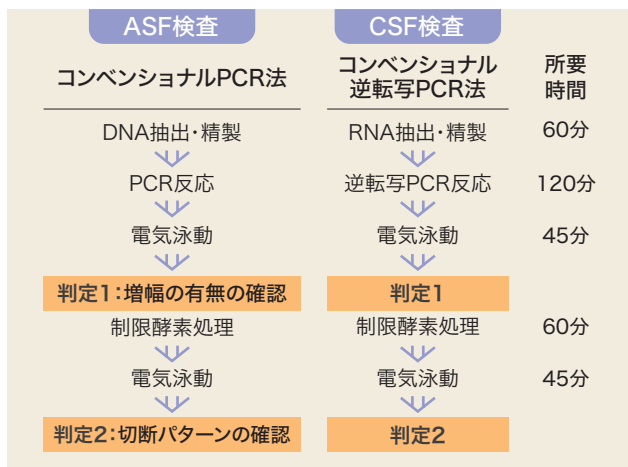 ASF検査 CSF検査
コンベンショナルPCR法 コンベンショナル 所要
逆転写PCR法 時間
DNA抽出・精製 RNA抽出・精製 60分
PCR反応 逆転写PCR反応 120分
電気泳動 電気泳動 45分
判定1：増幅の有無の確認 判定1
制限酵素処理 制限酵素処理 60分
電気泳動 電気泳動 45分
判定2：切断パターンの確認 判定2